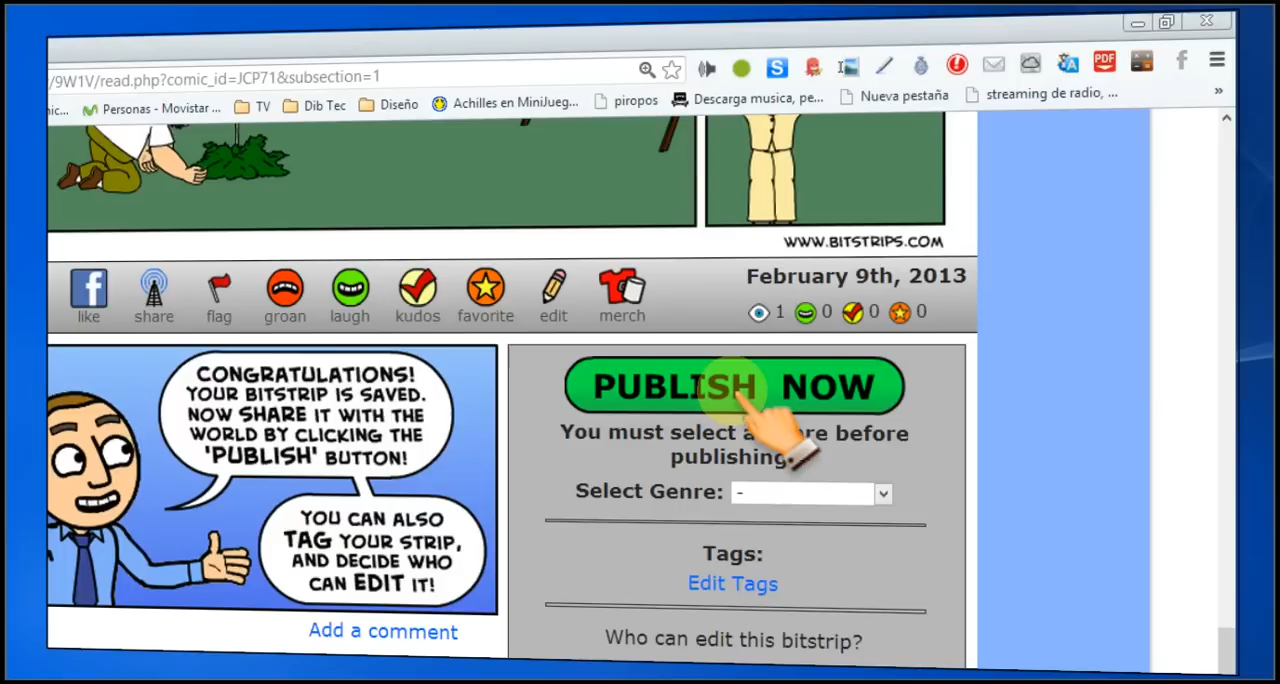 /9W1V/read.php?comic_id=JCP71&subsection=1
S
PDF
f
ic...
Personas - Movistar ...
TV
Dib Tec
Diseño
Achilles en MiniJueg...
piropos
Descarga musica, pe...
Nueva pestaña
streaming de radio, ...
»
WWW.BITSTRIPS.COM
f
like
share
flag
groan
laugh
kudos
favorite
edit
merch
February 9th, 2013
1 0 0 0
CONGRATULATIONS!
YOUR BITSTRIP IS SAVED.
NOW SHARE IT WITH THE
WORLD BY CLICKING THE
'PUBLISH' BUTTON!
YOU CAN ALSO
TAG YOUR STRIP,
AND DECIDE WHO
CAN EDIT IT!
Add a comment
PUBLISH NOW
You must select a re before
publishing
Select Genre: -
Tags:
Edit Tags
Who can edit this bitstrip?